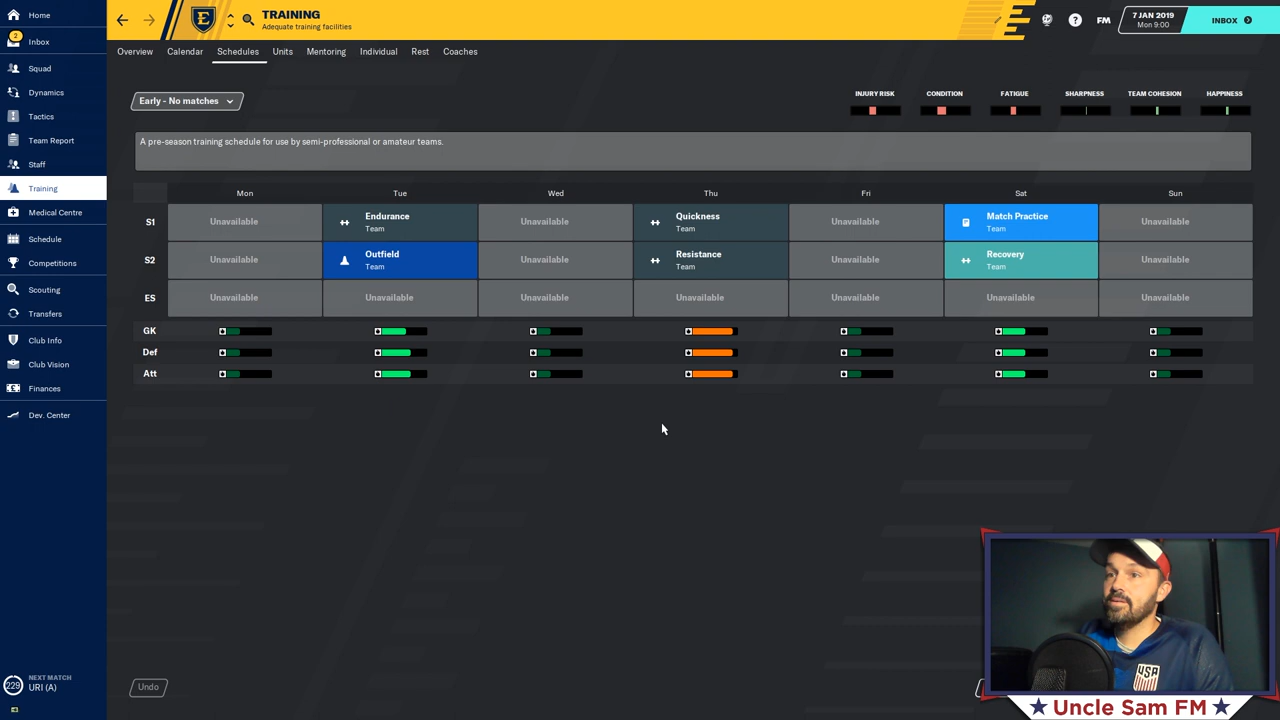 Home
TRAINING
Adequate training facilities
FM
7 JAN 2019
Mon 9:00
INBOX
2
Inbox
Overview
Calendar
Schedules
Units
Mentoring
Individual
Rest
Coaches
Squad
Dynamics
Tactics
Team Report
Staff
Training
Medical Centre
Schedule
Competitions
Scouting
Transfers
Club Info
Club Vision
Finances
Dev. Center
Early - No matches
INJURY RISK
CONDITION
FATIGUE
SHARPNESS
TEAM COHESION
HAPPINESS
A pre-season training schedule for use by semi-professional or amateur teams.
Mon
Tue
Wed
Thu
Fri
Sat
Sun
S1
Unavailable
Endurance
Team
Unavailable
Quickness
Team
Unavailable
Match Practice
Team
Unavailable
S2
Unavailable
Outfield
Team
Unavailable
Resistance
Team
Unavailable
Recovery
Team
Unavailable
ES
Unavailable
Unavailable
Unavailable
Unavailable
Unavailable
Unavailable
Unavailable
GK
Def
Att
Undo
229
NEXT MATCH
URI (A)
USA
★ Uncle Sam FM ★